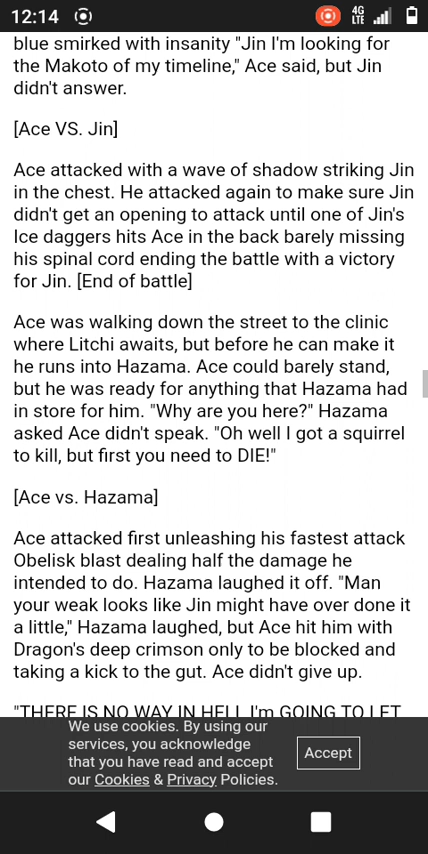 12:14
4G
LTE
blue smirked with insanity "Jin I'm looking for
the Makoto of my timeline," Ace said, but Jin
didn't answer.
[Ace VS. Jin]
Ace attacked with a wave of shadow striking Jin
in the chest. He attacked again to make sure Jin
didn't get an opening to attack until one of Jin's
Ice daggers hits Ace in the back barely missing
his spinal cord ending the battle with a victory
for Jin. [End of battle]
Ace was walking down the street to the clinic
where Litchi awaits, but before he can make it
he runs into Hazama. Ace could barely stand,
but he was ready for anything that Hazama had
in store for him. "Why are you here?" Hazama
asked Ace didn't speak. "Oh well I got a squirrel
to kill, but first you need to DIE!"
[Ace vs. Hazama]
Ace attacked first unleashing his fastest attack
Obelisk blast dealing half the damage he
intended to do. Hazama laughed it off. "Man
your weak looks like Jin might have over done it
a little," Hazama laughed, but Ace hit him with
Dragon's deep crimson only to be blocked and
taking a kick to the gut. Ace didn't give up.
"THERE IS NO WAY IN HELL I'm GOING TO LET
We use cookies. By using our
services, you acknowledge
that you have read and accept
our Cookies & Privacy Policies.
Accept